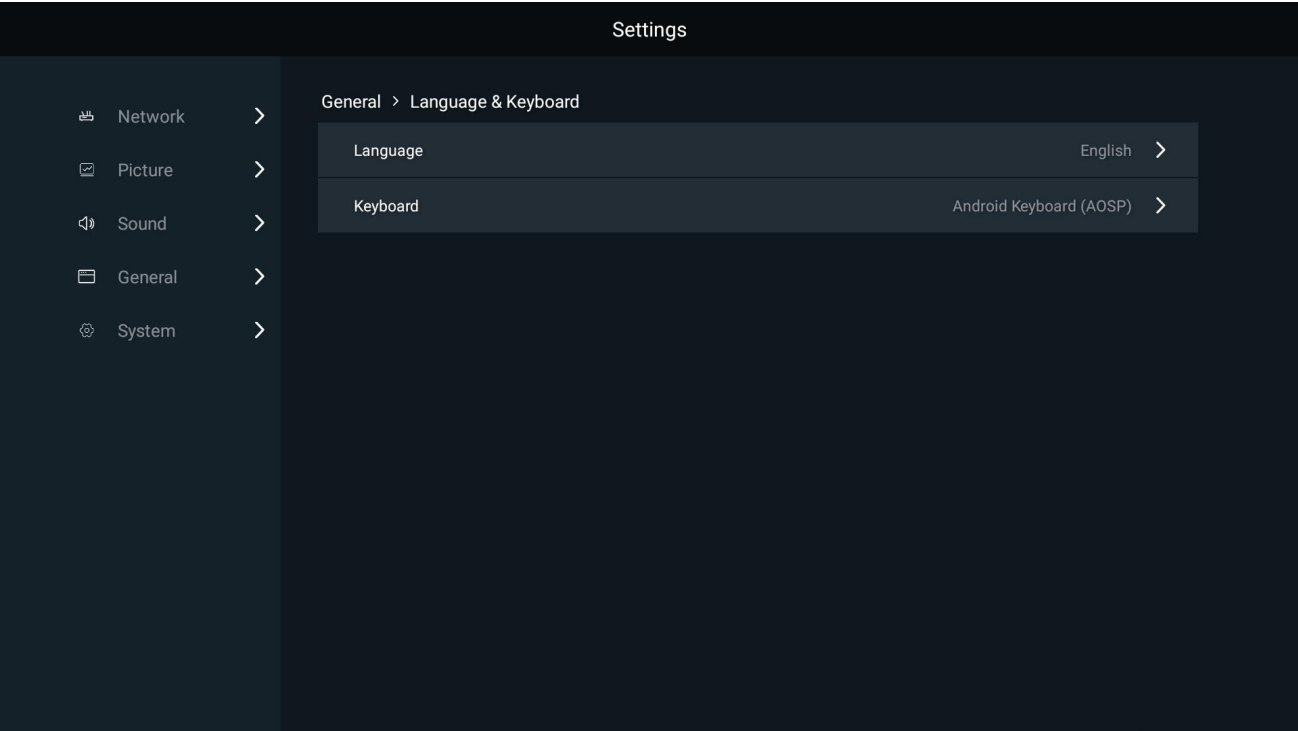 Settings
Network
Picture
Sound
General
System
General > Language & Keyboard
Language English
Keyboard Android Keyboard (AOSP)